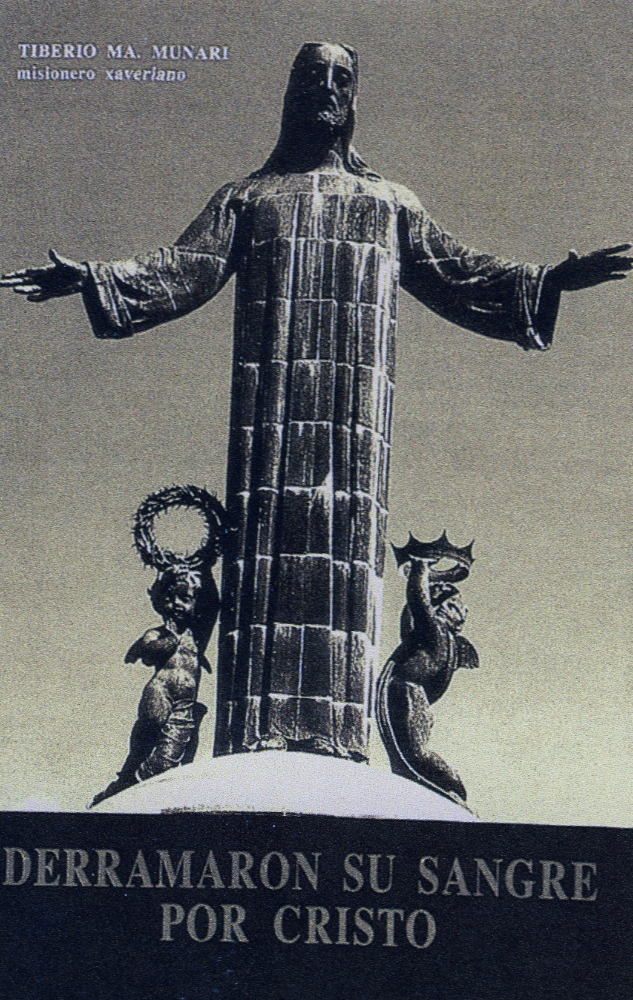 TIBERIO MA. MUNARI
misionero xaveriano
DERRAMARON SU SANGRE
POR CRISTO